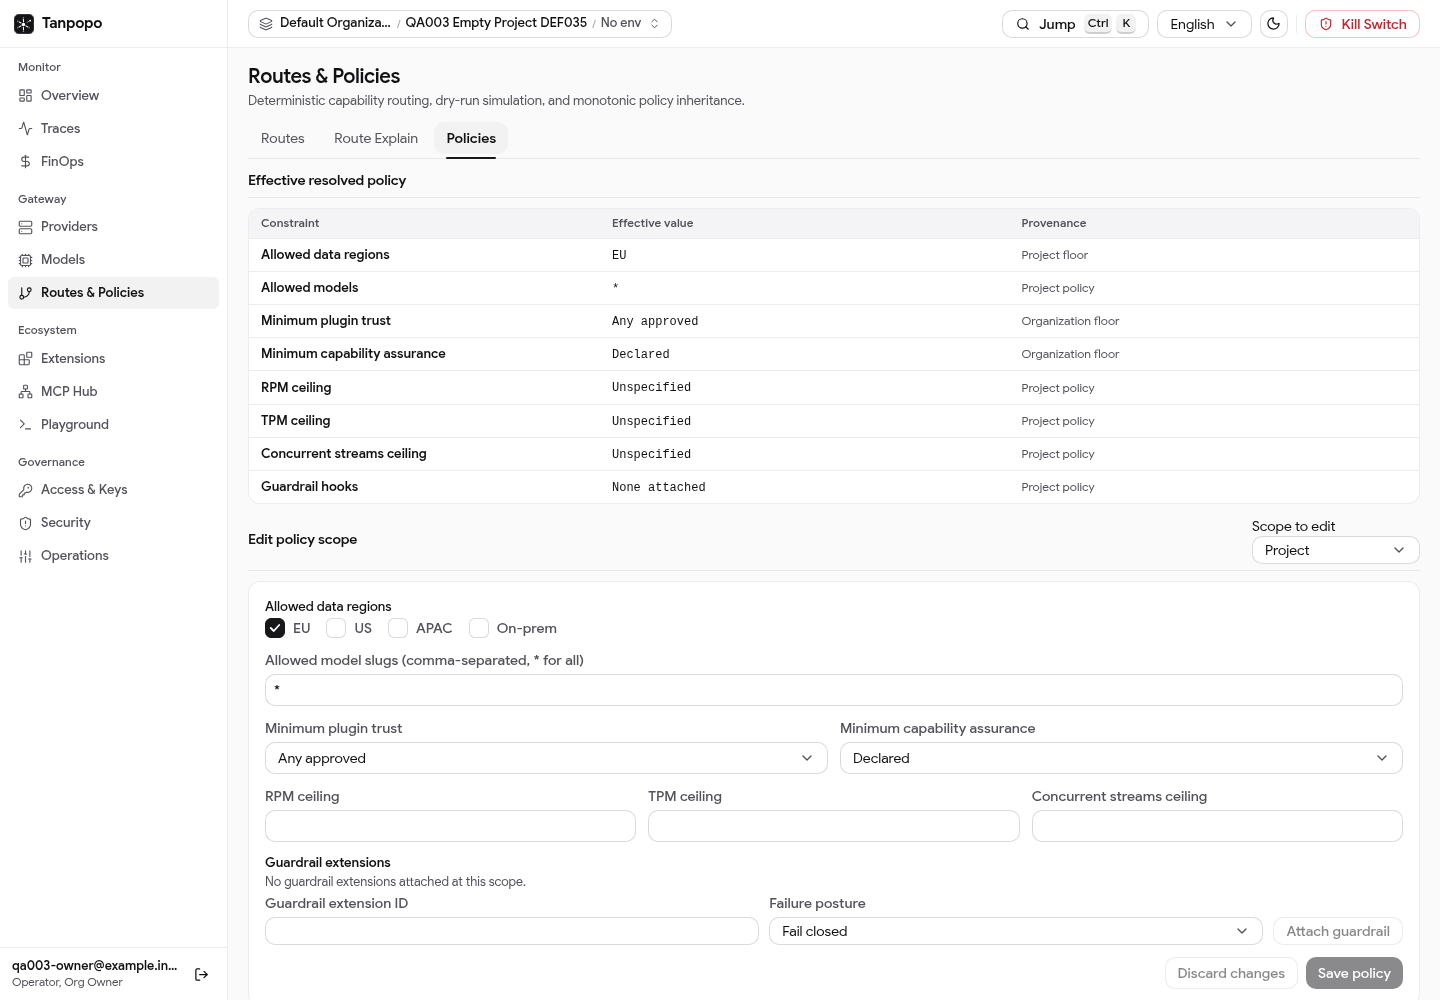 Tanpopo
Default Organiza... / QA003 Empty Project DEF035 / No env
Jump Ctrl K
English
Kill Switch
Monitor
Overview
Traces
FinOps
Gateway
Providers
Models
Routes & Policies
Ecosystem
Extensions
MCP Hub
Playground
Governance
Access & Keys
Security
Operations
qa003-owner@example.in...
Operator, Org Owner
Routes & Policies
Deterministic capability routing, dry-run simulation, and monotonic policy inheritance.
Routes Route Explain Policies
Effective resolved policy
Constraint Effective value Provenance
Allowed data regions EU Project floor
Allowed models * Project policy
Minimum plugin trust Any approved Organization floor
Minimum capability assurance Declared Organization floor
RPM ceiling Unspecified Project policy
TPM ceiling Unspecified Project policy
Concurrent streams ceiling Unspecified Project policy
Guardrail hooks None attached Project policy
Edit policy scope
Scope to edit
Project
Allowed data regions
EU US APAC On-prem
Allowed model slugs (comma-separated, * for all)
*
Minimum plugin trust Minimum capability assurance
Any approved Declared
RPM ceiling TPM ceiling Concurrent streams ceiling
Guardrail extensions
No guardrail extensions attached at this scope.
Guardrail extension ID Failure posture
Fail closed Attach guardrail
Discard changes Save policy